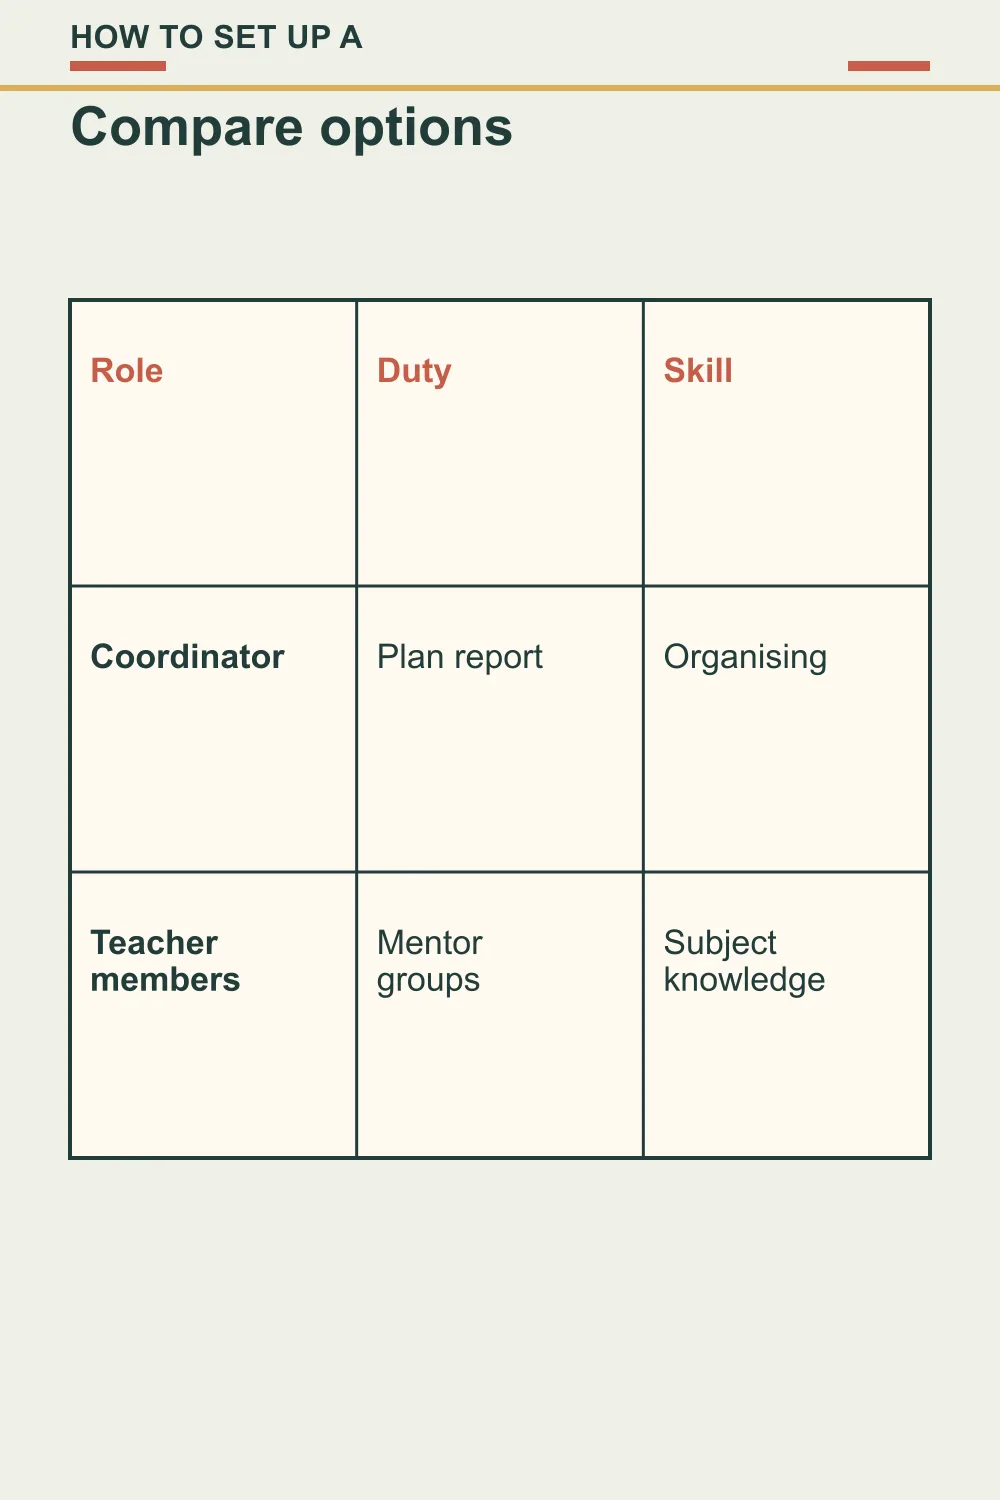 HOW TO SET UP A
Compare options
Role
Duty
Skill
Coordinator
Plan report
Organising
Teacher
members
Mentor
groups
Subject
knowledge